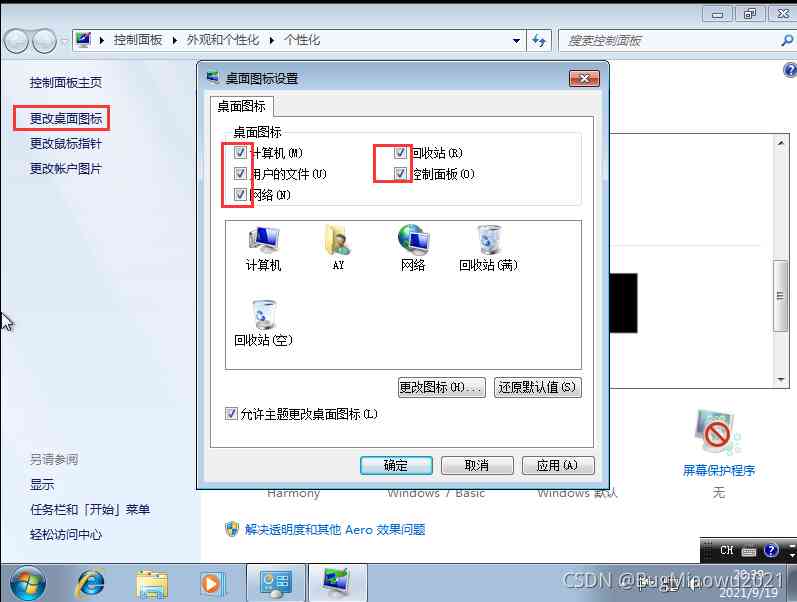 控制面板 外观和个性化 个性化
搜索控制面板
控制面板主页
更改桌面图标
更改鼠标指针
更改帐户图片
桌面图标设置
桌面图标
桌面图标
计算机(M)
回收站(R)
用户的文件(U)
控制面板(O)
网络(N)
计算机
AY
网络
回收站(满)
回收站(空)
更改图标(H)...
还原默认值(S)
允许主题更改桌面图标(L)
确定
取消
应用(A)
Harmony
Windows 7 Basic
Windows 默认
屏幕保护程序
无
另请参阅
显示
任务栏和「开始」菜单
轻松访问中心
解决透明度和其他 Aero 效果问题
CH
CSDN @BugMiaowu2021
2021/9/19